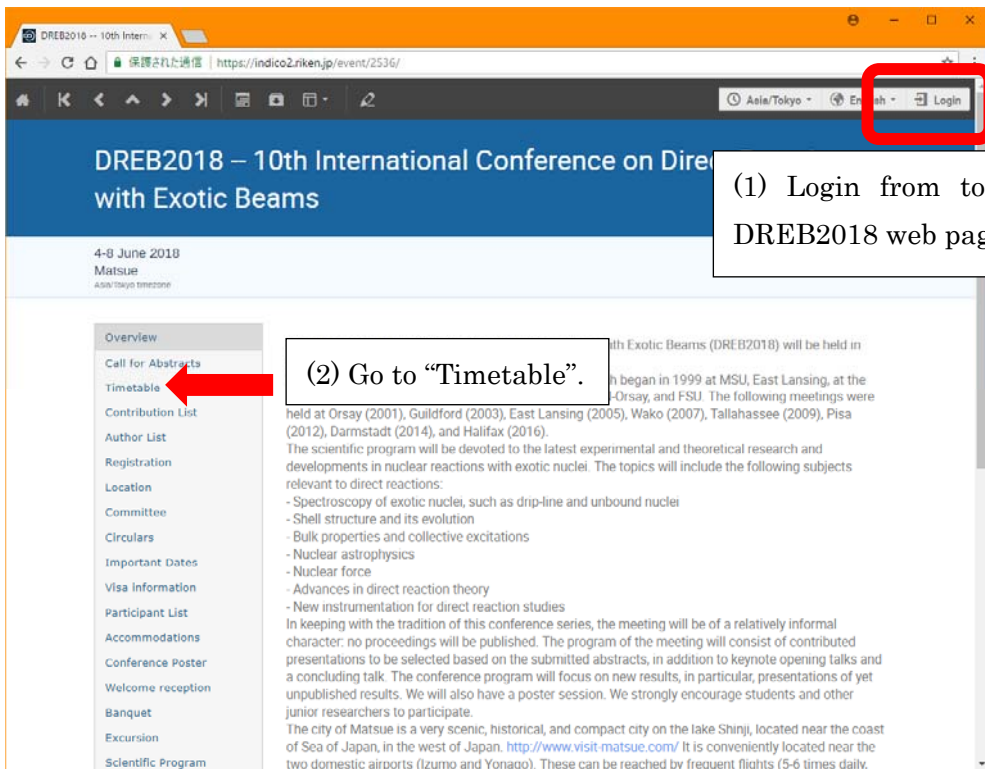 DREB2018 -- 10th Intern
保護された通信 | https://indico2.riken.jp/event/2536/
Asia/Tokyo English Login
DREB2018 – 10th International Conference on Direc
with Exotic Beams
(1) Login from to
DREB2018 web pag
4-8 June 2018
Matsue
Asia/Tokyo timezone
Overview
Call for Abstracts
Timetable
Contribution List
Author List
Registration
Location
Committee
Circulars
Important Dates
Visa information
Participant List
Accommodations
Conference Poster
Welcome reception
Banquet
Excursion
Scientific Program
(2) Go to “Timetable”.
th Exotic Beams (DREB2018) will be held in
h began in 1999 at MSU, East Lansing, at the
-Orsay, and FSU. The following meetings were
held at Orsay (2001), Guildford (2003), East Lansing (2005), Wako (2007), Tallahassee (2009), Pisa
(2012), Darmstadt (2014), and Halifax (2016).
The scientific program will be devoted to the latest experimental and theoretical research and
developments in nuclear reactions with exotic nuclei. The topics will include the following subjects
relevant to direct reactions:
- Spectroscopy of exotic nuclei, such as drip-line and unbound nuclei
- Shell structure and its evolution
- Bulk properties and collective excitations
- Nuclear astrophysics
- Nuclear force
- Advances in direct reaction theory
- New instrumentation for direct reaction studies
In keeping with the tradition of this conference series, the meeting will be of a relatively informal
character: no proceedings will be published. The program of the meeting will consist of contributed
presentations to be selected based on the submitted abstracts, in addition to keynote opening talks and
a concluding talk. The conference program will focus on new results, in particular, presentations of yet
unpublished results. We will also have a poster session. We strongly encourage students and other
junior researchers to participate.
The city of Matsue is a very scenic, historical, and compact city on the lake Shinji, located near the coast
of Sea of Japan, in the west of Japan. http://www.visit-matsue.com/ It is conveniently located near the
two domestic airports (Izumo and Yonago). These can be reached by frequent flights (5-6 times daily,